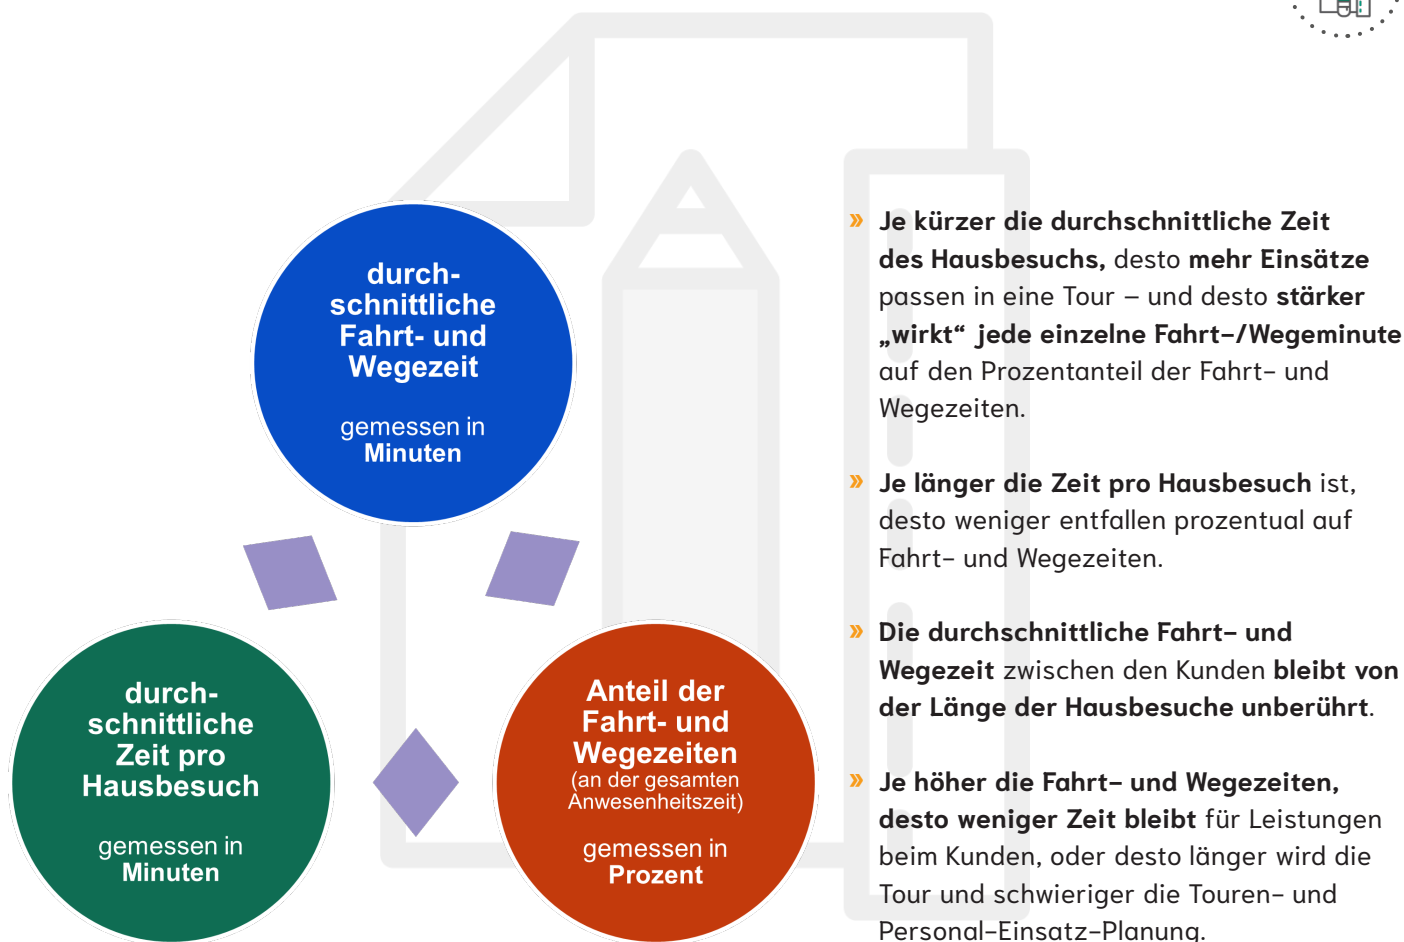 durch-
schnittliche
Fahrt- und
Wegezeit
gemessen in
Minuten
durch-
schnittliche
Zeit pro
Hausbesuch
gemessen in
Minuten
Anteil der
Fahrt- und
Wegezeiten
(an der gesamten
Anwesenheitszeit)
gemessen in
Prozent
» Je kürzer die durchschnittliche Zeit
des Hausbesuchs, desto mehr Einsätze
passen in eine Tour – und desto stärker
„wirkt“ jede einzelne Fahrt-/Wegeminute
auf den Prozentanteil der Fahrt- und
Wegezeiten.
» Je länger die Zeit pro Hausbesuch ist,
desto weniger entfallen prozentual auf
Fahrt- und Wegezeiten.
» Die durchschnittliche Fahrt- und
Wegezeit zwischen den Kunden bleibt von
der Länge der Hausbesuche unberührt.
» Je höher die Fahrt- und Wegezeiten,
desto weniger Zeit bleibt für Leistungen
beim Kunden, oder desto länger wird die
Tour und schwieriger die Touren- und
Personal-Einsatz-Planung.